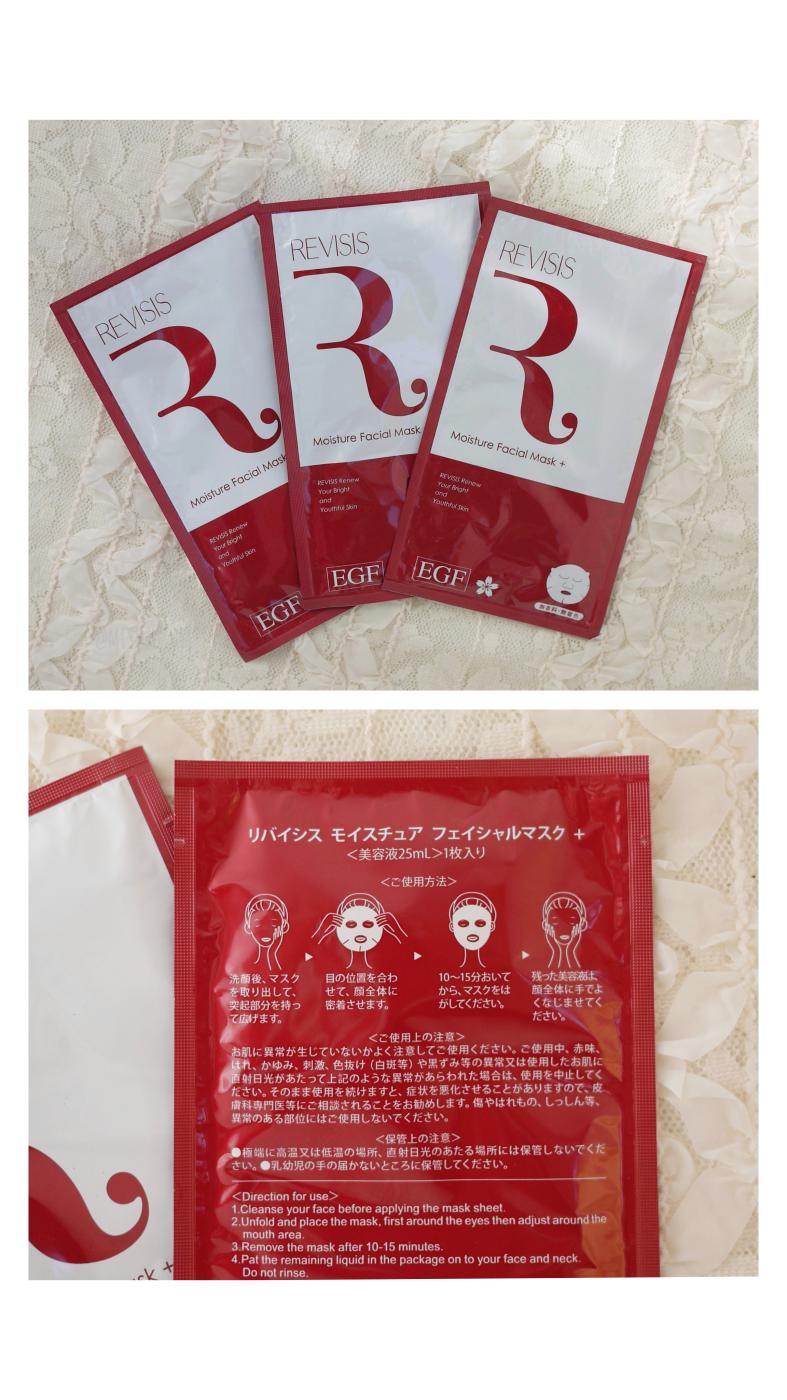 REVISIS
R
Moisture Facial Mask
REVISIS Renew
Your Bright
and
Youthful Skin
EGF
REVISIS
R
Moisture Facial Mask
REVISIS Renew
Your Bright
and
Youthful Skin
EGF
REVISIS
R
Moisture Facial Mask +
REVISIS Renew
Your Bright
and
Youthful Skin
EGF
無香料・無着色
リバイシス モイスチュア フェイシャルマスク +
<美容液25mL>1枚入り
<ご使用方法>
洗顔後、マスク
を取り出して、
突起部分を持っ
て広げます。
目の位置を合わ
せて、顔全体に
密着させます。
10~15分おいて
から、マスクをは
がしてください。
残った美容液は、
顔全体に手でよ
くなじませてく
ださい。
<ご使用上の注意>
お肌に異常が生じていないかよく注意してご使用ください。ご使用中、赤味、
はれ、かゆみ、刺激、色抜け(白斑等)や黒ずみ等の異常又は使用したお肌に
直射日光があたって上記のような異常があらわれた場合は、使用を中止してく
ださい。そのまま使用を続けますと、症状を悪化させることがありますので、皮
膚科専門医等にご相談されることをお勧めします。傷やはれもの、しっしん等、
異常のある部位にはご使用しないでください。
<保管上の注意>
●極端に高温又は低温の場所、直射日光のあたる場所には保管しないでくだ
さい。●乳幼児の手の届かないところに保管してください。
<Direction for use>
1.Cleanse your face before applying the mask sheet.
2.Unfold and place the mask, first around the eyes then adjust around the
mouth area.
3.Remove the mask after 10-15 minutes.
4.Pat the remaining liquid in the package on to your face and neck.
Do not rinse.
sk +